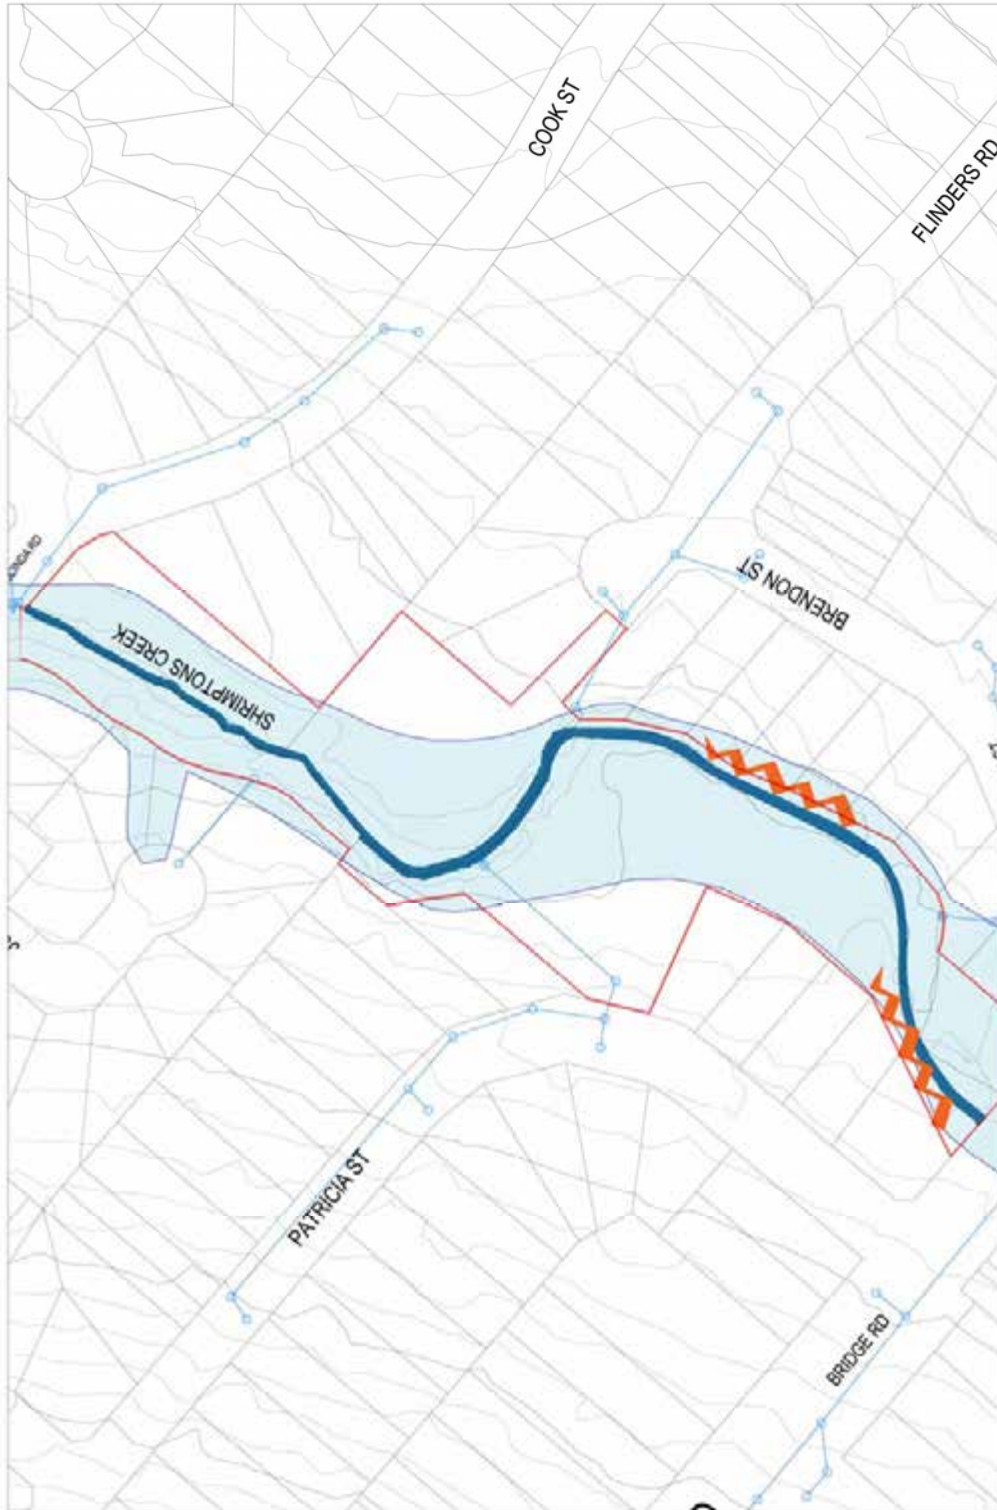 COOK ST
FLINDERS RD
BRENDON ST
SHRIMPTONS CREEK
PATRICIA ST
BRIDGE RD